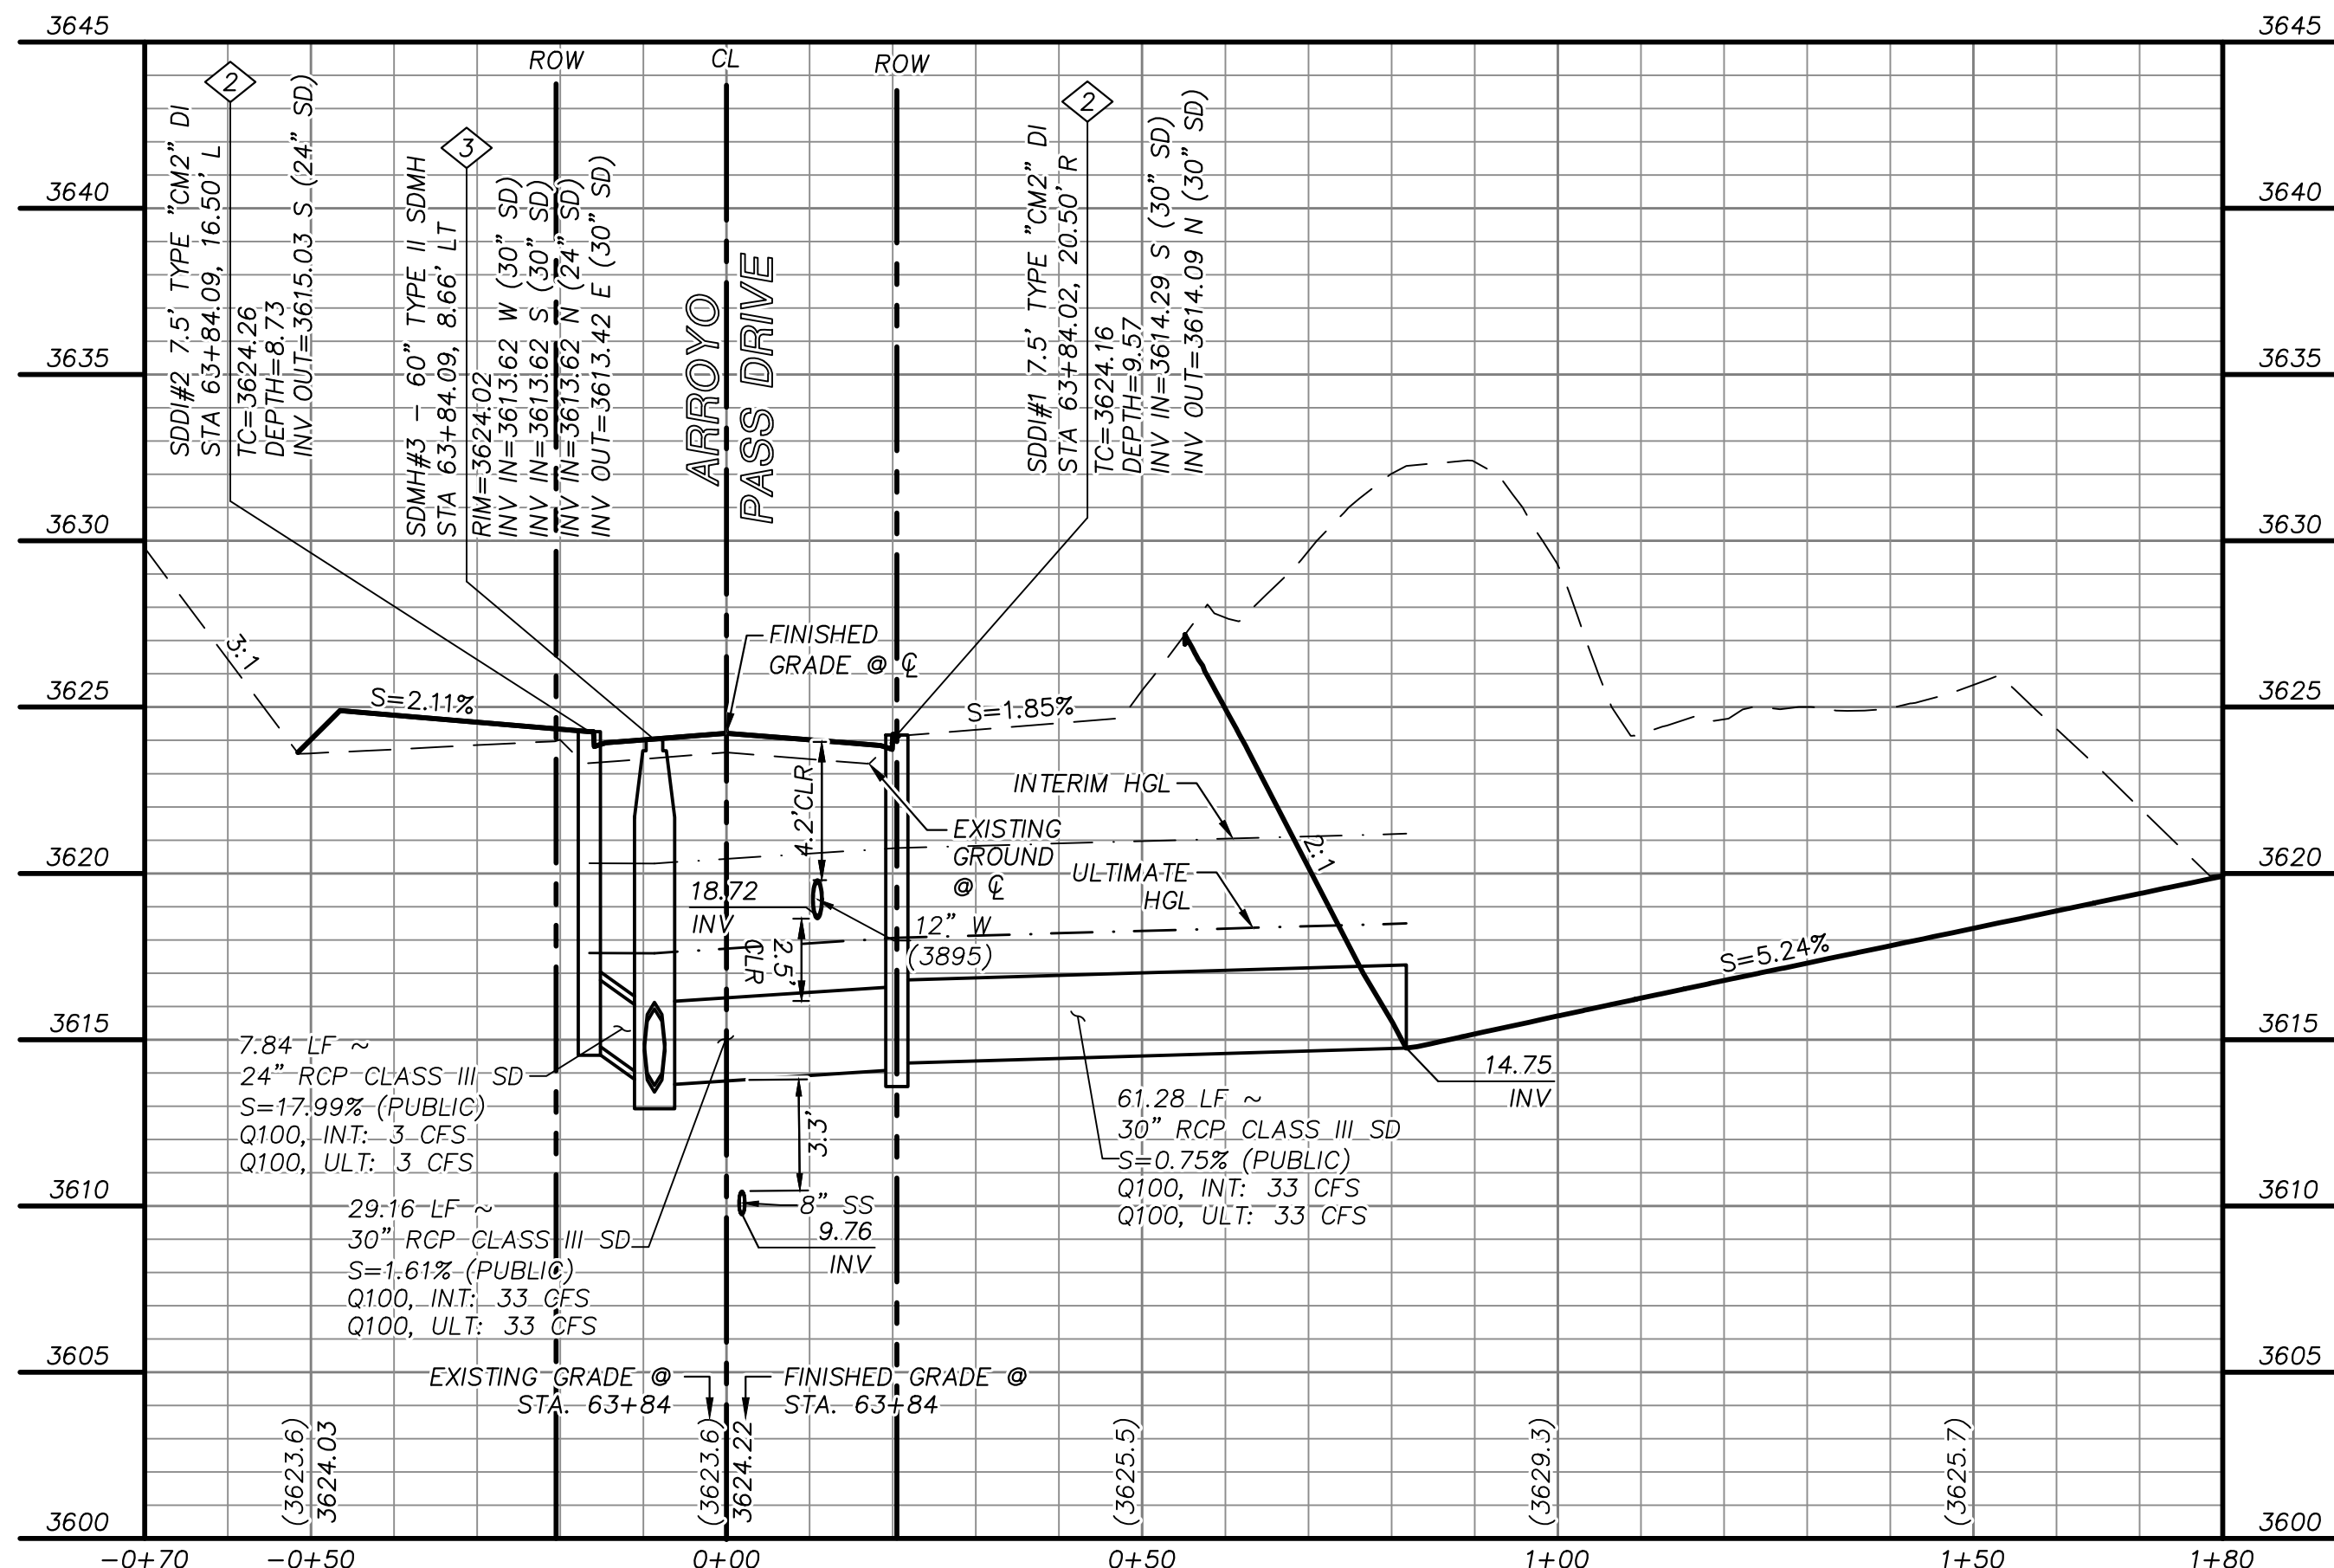 3645
3645
ROW
CL
ROW
2
2
3
SDDI#2 7.5' TYPE "CM2" DI
STA 63+84.09, 16.50' L
TC=3624.26
DEPTH=8.73
INV OUT=3615.03 S (24" SD)
SDMH#3 - 60" TYPE II SDMH
STA 63+84.09, 8.66' LT
RIM=3624.02
INV IN=3613.62 W (30" SD)
INV IN=3613.62 S (30" SD)
INV IN=3613.62 N (24" SD)
INV OUT=3613.42 E (30" SD)
ARROYO
PASS DRIVE
SDDI#1 7.5' TYPE "CM2" DI
STA 63+84.02, 20.50' R
TC=3624.16
DEPTH=9.57
INV IN=3614.29 S (30" SD)
INV OUT=3614.09 N (30" SD)
3640
3640
3635
3635
3630
3630
3:1
FINISHED
GRADE @ ℄
3625
3625
S=2.11%
S=1.85%
4.2'CLR
INTERIM HGL
EXISTING
GROUND
@ ℄
2:1
3620
3620
ULTIMATE
HGL
18.72
INV
12" W
(3895)
2.5'
CLR
S=5.24%
3615
3615
7.84 LF ~
24" RCP CLASS III SD
S=17.99% (PUBLIC)
Q100, INT: 3 CFS
Q100, ULT: 3 CFS
14.75
INV
61.28 LF ~
30" RCP CLASS III SD
S=0.75% (PUBLIC)
Q100, INT: 33 CFS
Q100, ULT: 33 CFS
3.3'
3610
3610
8" SS
9.76
INV
29.16 LF ~
30" RCP CLASS III SD
S=1.61% (PUBLIC)
Q100, INT: 33 CFS
Q100, ULT: 33 CFS
3605
3605
EXISTING GRADE @
STA. 63+84
FINISHED GRADE @
STA. 63+84
(3623.6)
3624.03
(3623.6)
3624.22
(3625.5)
(3629.3)
(3625.7)
3600
3600
-0+70
-0+50
0+00
0+50
1+00
1+50
1+80